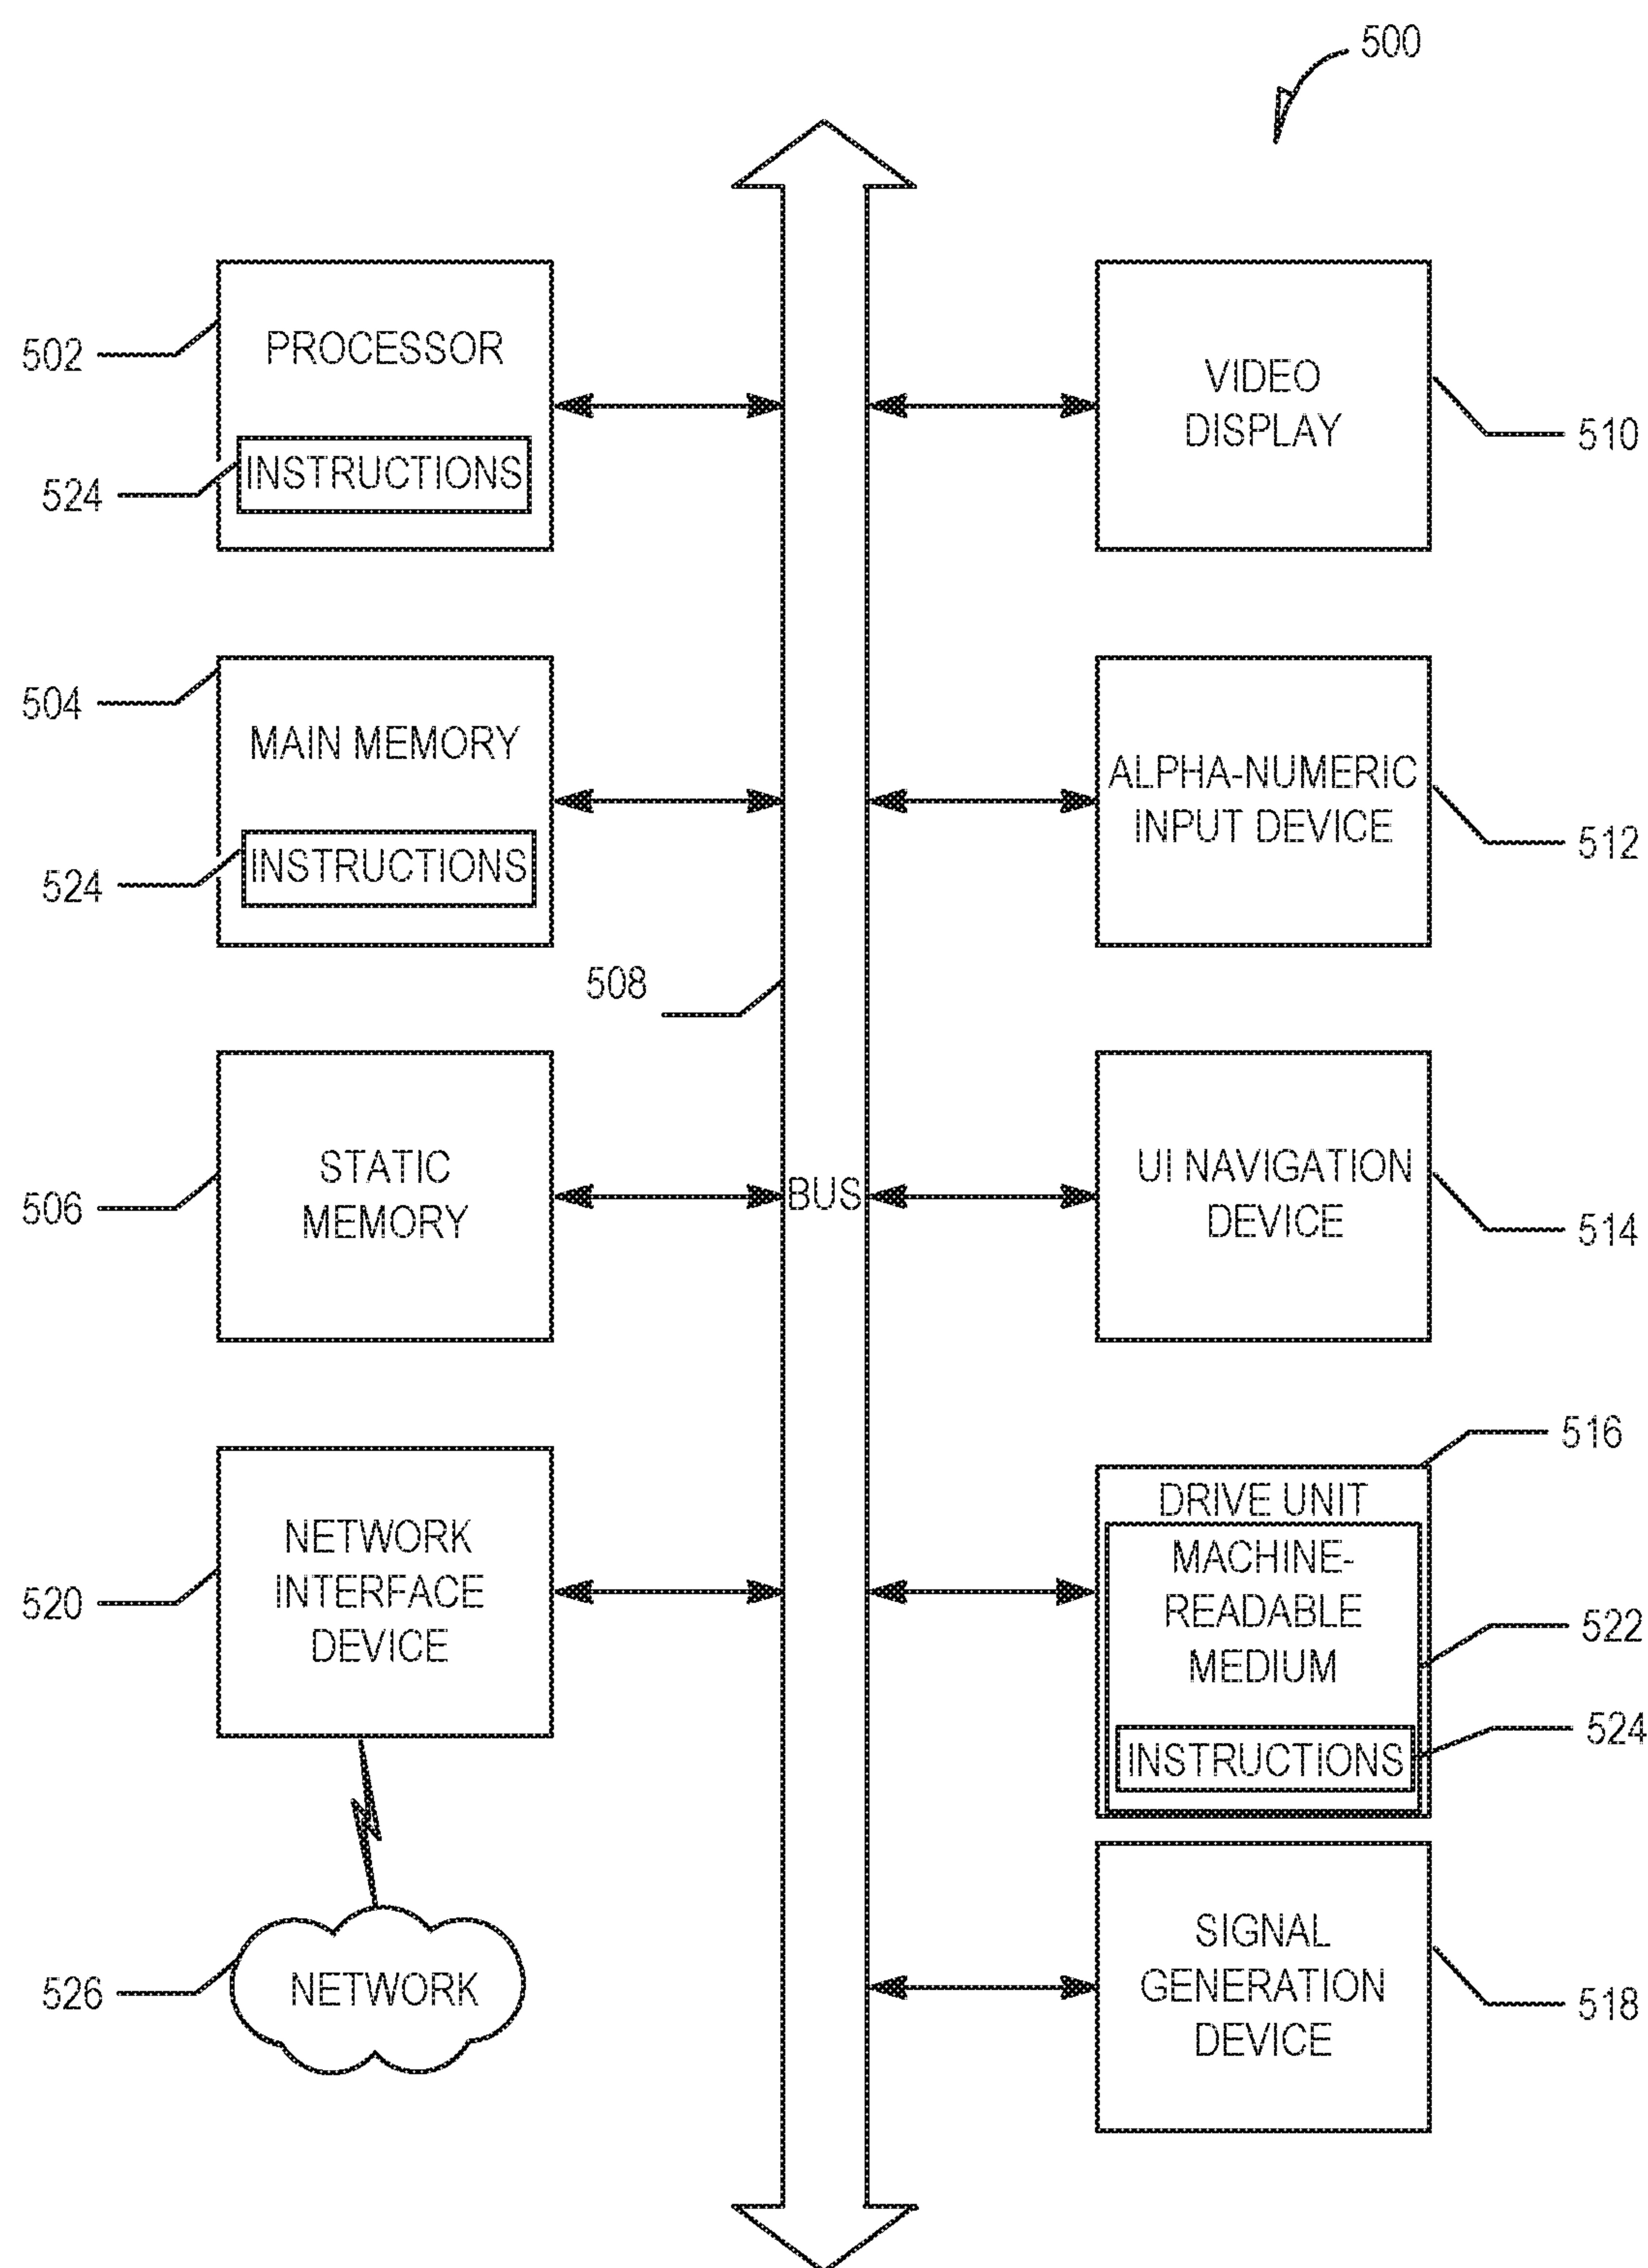 500
502
PROCESSOR
524
INSTRUCTIONS
VIDEO
DISPLAY
510
504
MAIN MEMORY
524
INSTRUCTIONS
ALPHA-NUMERIC
INPUT DEVICE
512
508
506
STATIC
MEMORY
BUS
UI NAVIGATION
DEVICE
514
520
NETWORK
INTERFACE
DEVICE
516
DRIVE UNIT
MACHINE-
READABLE
MEDIUM
522
INSTRUCTIONS
524
526
NETWORK
SIGNAL
GENERATION
DEVICE
518